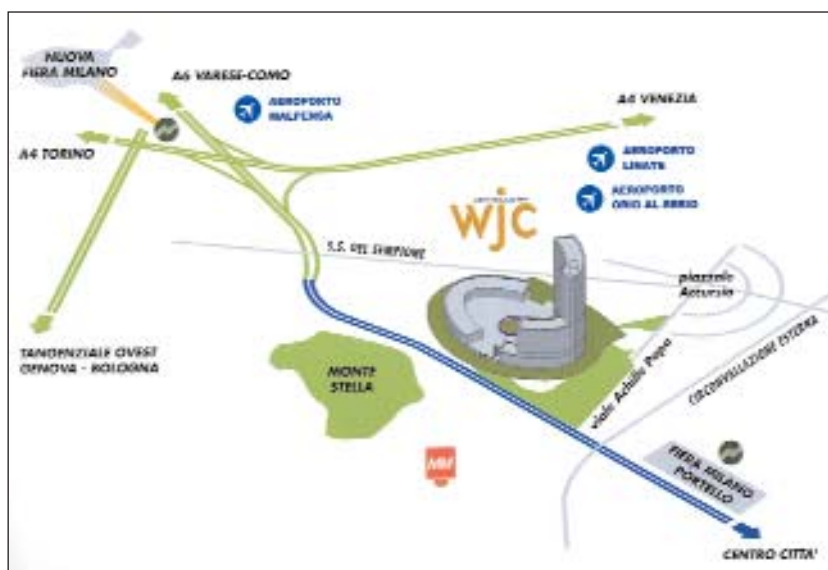 NUOVA
FIERA MILANO
A6 VARESE-COMO
AEROPORTO
MALPENSA
A4 VENEZIA
A4 TORINO
AEROPORTO
LINATE
AEROPORTO
ORIO AL SERIO
wjc
S.S. DEL SEMPIONE
piazzale
Accursio
TANGENZIALE OVEST
GENOVA - BOLOGNA
MONTE
STELLA
viale Achille Papa
CIRCONVALLAZIONE ESTERNA
MM
FIERA MILANO
PORTELLO
CENTRO CITTA'